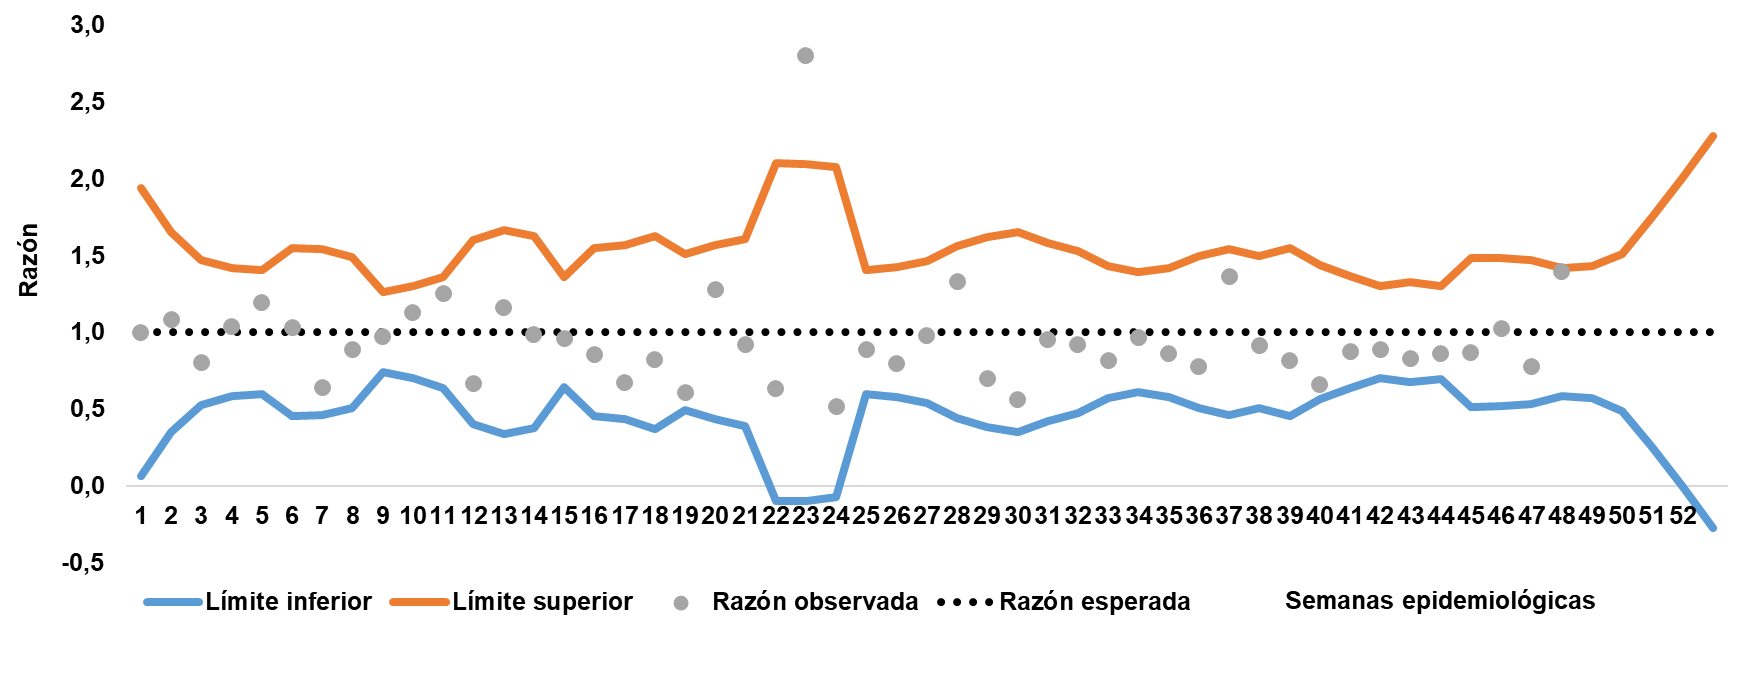 3,0
2,5
2,0
1,5
1,0
0,5
0,0
-0,5
Razón
1 2 3 4 5 6 7 8 9 10 11 12 13 14 15 16 17 18 19 20 21 22 23 24 25 26 27 28 29 30 31 32 33 34 35 36 37 38 39 40 41 42 43 44 45 46 47 48 49 50 51 52
Límite inferior Límite superior Razón observada Razón esperada Semanas epidemiológicas